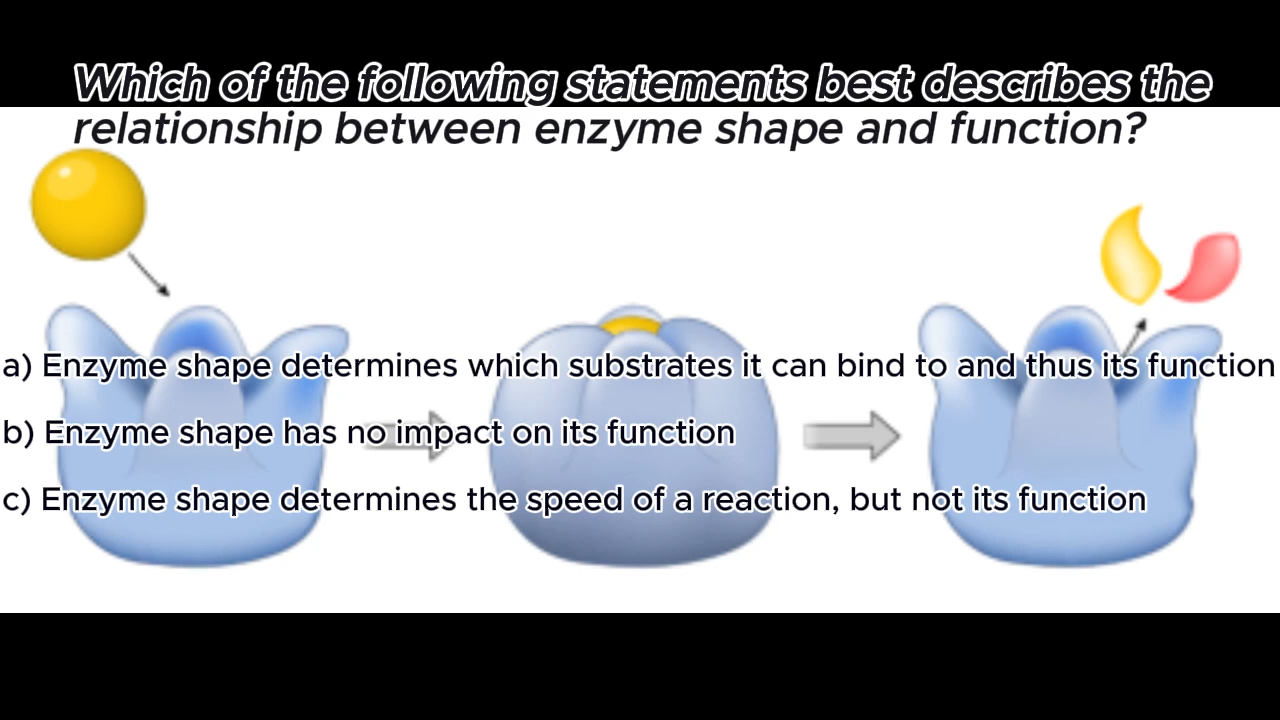 Which of the following statements best describes the
relationship between enzyme shape and function?
a) Enzyme shape determines which substrates it can bind to and thus its function
b) Enzyme shape has no impact on its function
c) Enzyme shape determines the speed of a reaction, but not its function